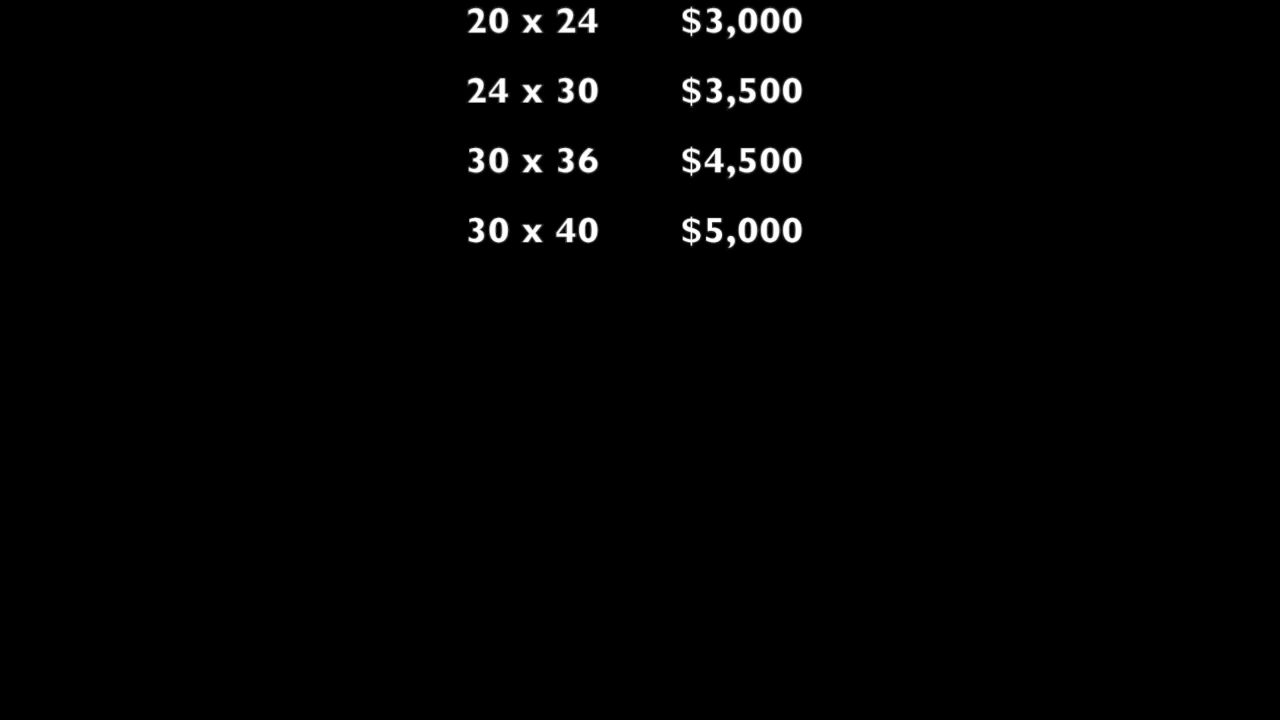 20 x 24 $3,000
24 x 30 $3,500
30 x 36 $4,500
30 x 40 $5,000